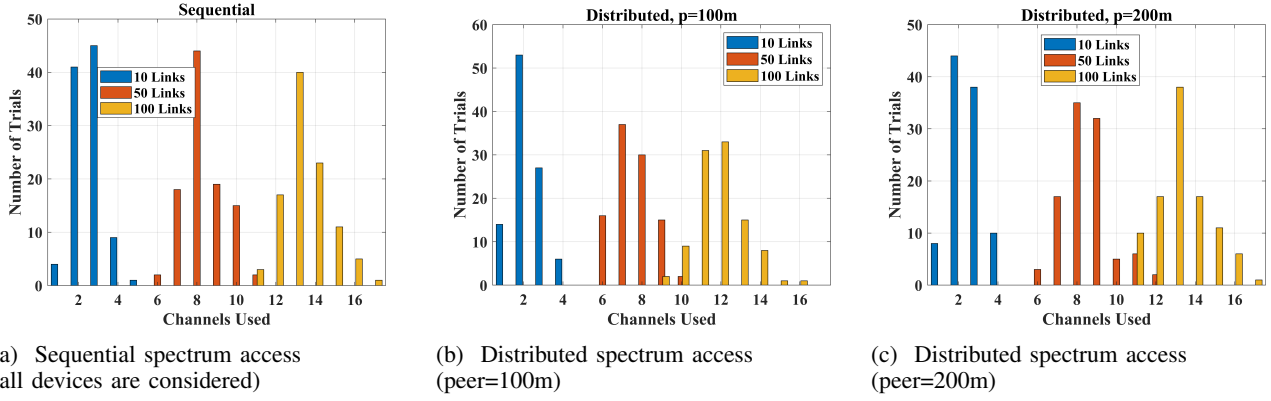 Sequential
50
40
30
20
10
0
Number of Trials
10 Links
50 Links
100 Links
2 4 6 8 10 12 14 16
Channels Used
a) Sequential spectrum access
all devices are considered)
Distributed, p=100m
60
50
40
30
20
10
0
Number of Trials
10 Links
50 Links
100 Links
2 4 6 8 10 12 14 16
Channels Used
(b) Distributed spectrum access
(peer=100m)
Distributed, p=200m
50
40
30
20
10
0
Number of Trials
10 Links
50 Links
100 Links
2 4 6 8 10 12 14 16
Channels Used
(c) Distributed spectrum access
(peer=200m)